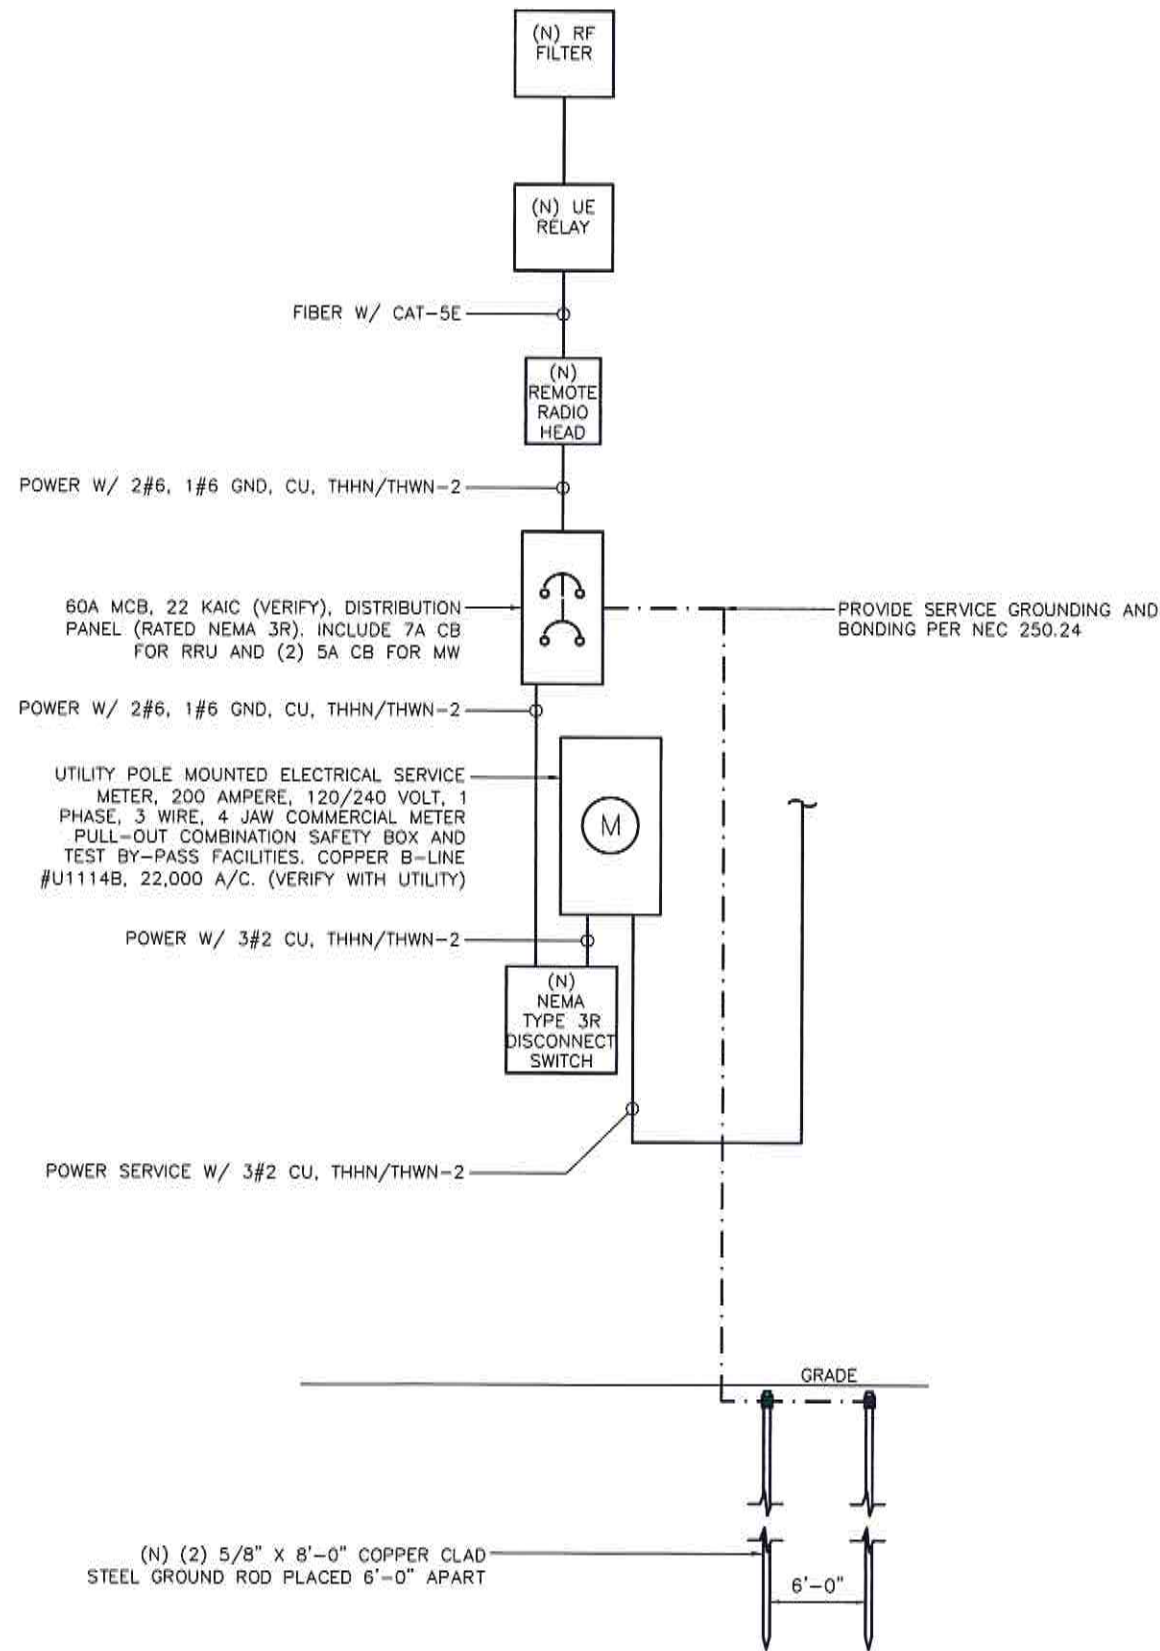 (N) RF
FILTER
(N) UE
RELAY
FIBER W/ CAT-5E
(N)
REMOTE
RADIO
HEAD
POWER W/ 2#6, 1#6 GND, CU, THHN/THWN-2
60A MCB, 22 KAIC (VERIFY), DISTRIBUTION
PANEL (RATED NEMA 3R). INCLUDE 7A CB
FOR RRU AND (2) 5A CB FOR MW
PROVIDE SERVICE GROUNDING AND
BONDING PER NEC 250.24
POWER W/ 2#6, 1#6 GND, CU, THHN/THWN-2
UTILITY POLE MOUNTED ELECTRICAL SERVICE
METER, 200 AMPERE, 120/240 VOLT, 1
PHASE, 3 WIRE, 4 JAW COMMERCIAL METER
PULL-OUT COMBINATION SAFETY BOX AND
TEST BY-PASS FACILITIES. COPPER B-LINE
#U1114B, 22,000 A/C. (VERIFY WITH UTILITY)
M
POWER W/ 3#2 CU, THHN/THWN-2
(N)
NEMA
TYPE 3R
DISCONNECT
SWITCH
POWER SERVICE W/ 3#2 CU, THHN/THWN-2
GRADE
(N) (2) 5/8" X 8'-0" COPPER CLAD
STEEL GROUND ROD PLACED 6'-0" APART
6'-0"